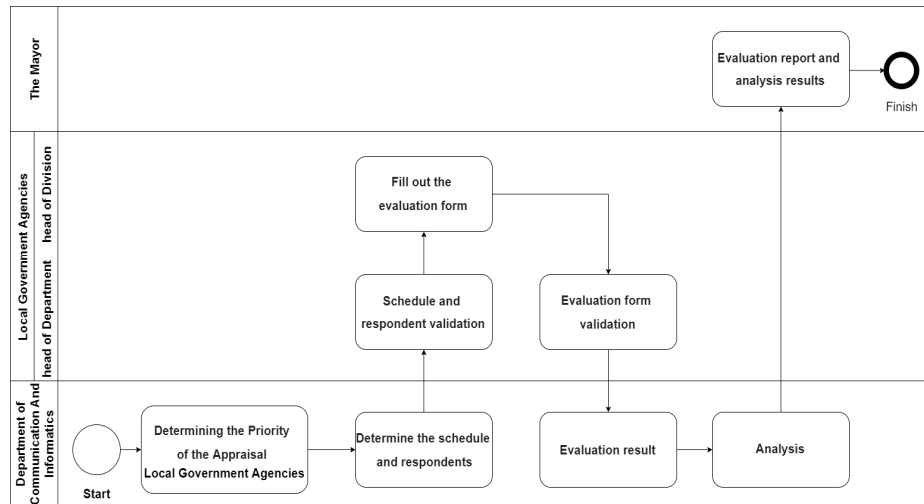 The Mayor
Evaluation report and
analysis results
Finish
Local Government Agencies
head of Division
head of Department
Fill out the
evaluation form
Schedule and
respondent validation
Evaluation form
validation
Department of
Communication And
Informatics
Start
Determining the Priority
of the Appraisal
Local Government Agencies
Determine the schedule
and respondents
Evaluation result
Analysis